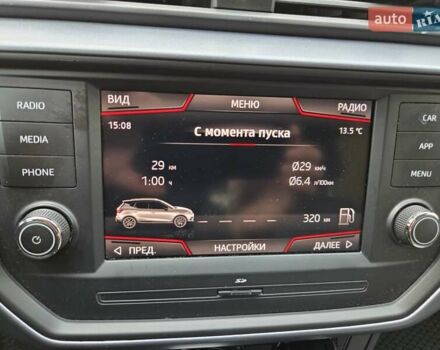 auto RIA
ВИД МЕНЮ РАДИО
15:08 13.5 °C
С момента пуска
29 км Ø29 км/ч
1:00 ч Ø6.4 л/100км
320 км
◁ ПРЕД. НАСТРОЙКИ ДАЛЕЕ ▷
RADIO
MEDIA
PHONE
CAR
APP
MENU
SD